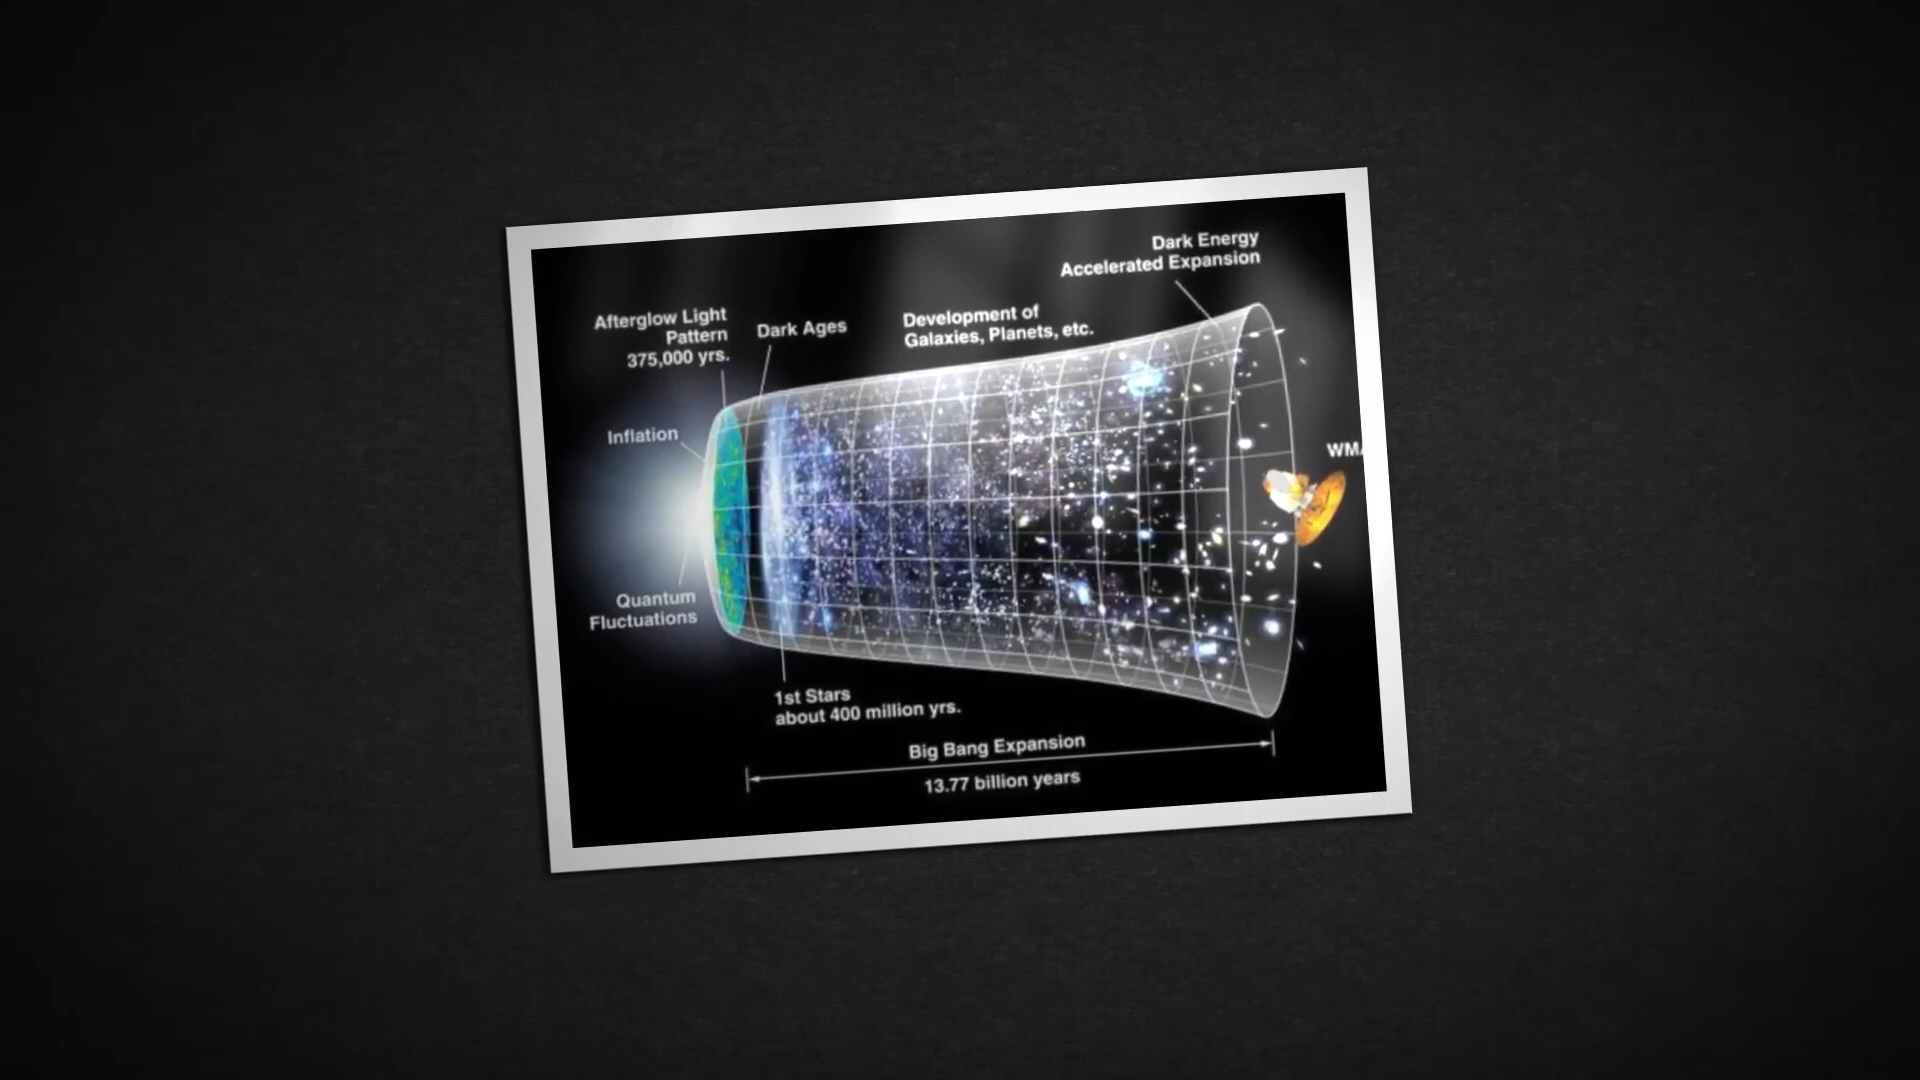 Dark Energy
Accelerated Expansion
Afterglow Light
Pattern
375,000 yrs.
Dark Ages
Development of
Galaxies, Planets, etc.
Inflation
Quantum
Fluctuations
1st Stars
about 400 million yrs.
Big Bang Expansion
13.77 billion years